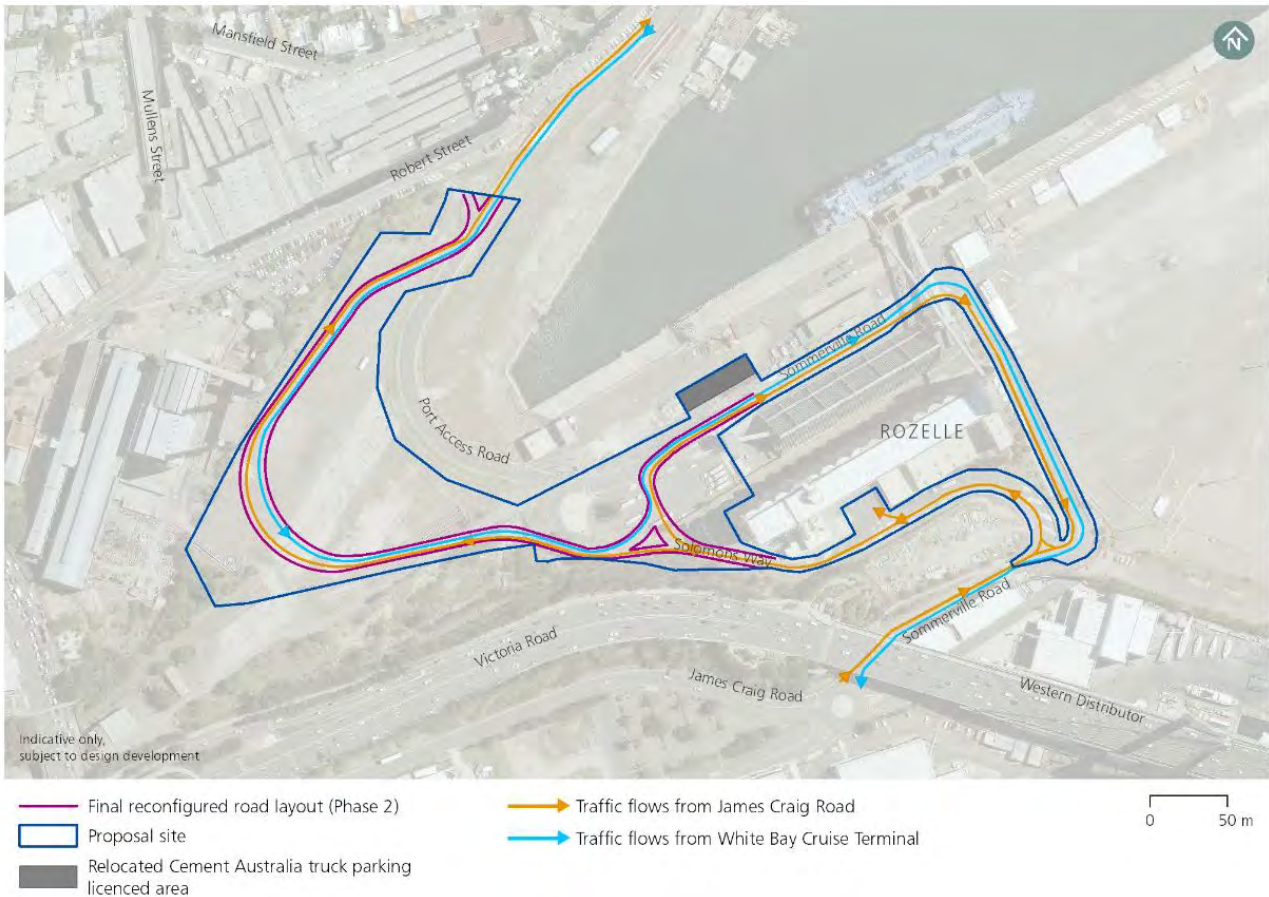 Mansfield Street
N
Mullens Street
Robert Street
Sommerville Road
Port Access Road
ROZELLE
Solomons Way
Sommerville Road
Victoria Road
James Craig Road
Western Distributor
Indicative only,
subject to design development
Final reconfigured road layout (Phase 2)
Proposal site
Relocated Cement Australia truck parking
licenced area
Traffic flows from James Craig Road
Traffic flows from White Bay Cruise Terminal
0 50 m